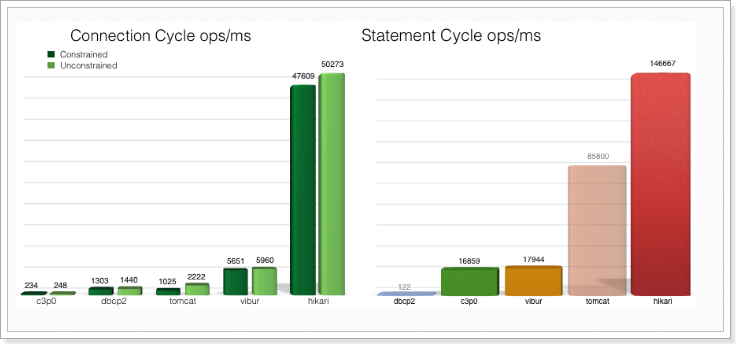 Connection Cycle ops/ms
Constrained
Unconstrained
234 248 1303 1440 1025 2222 5651 5960 47609 50273
c3p0 dbcp2 tomcat vibur hikari
Statement Cycle ops/ms
122 16859 17944 85800 146667
dbcp2 c3p0 vibur tomcat hikari